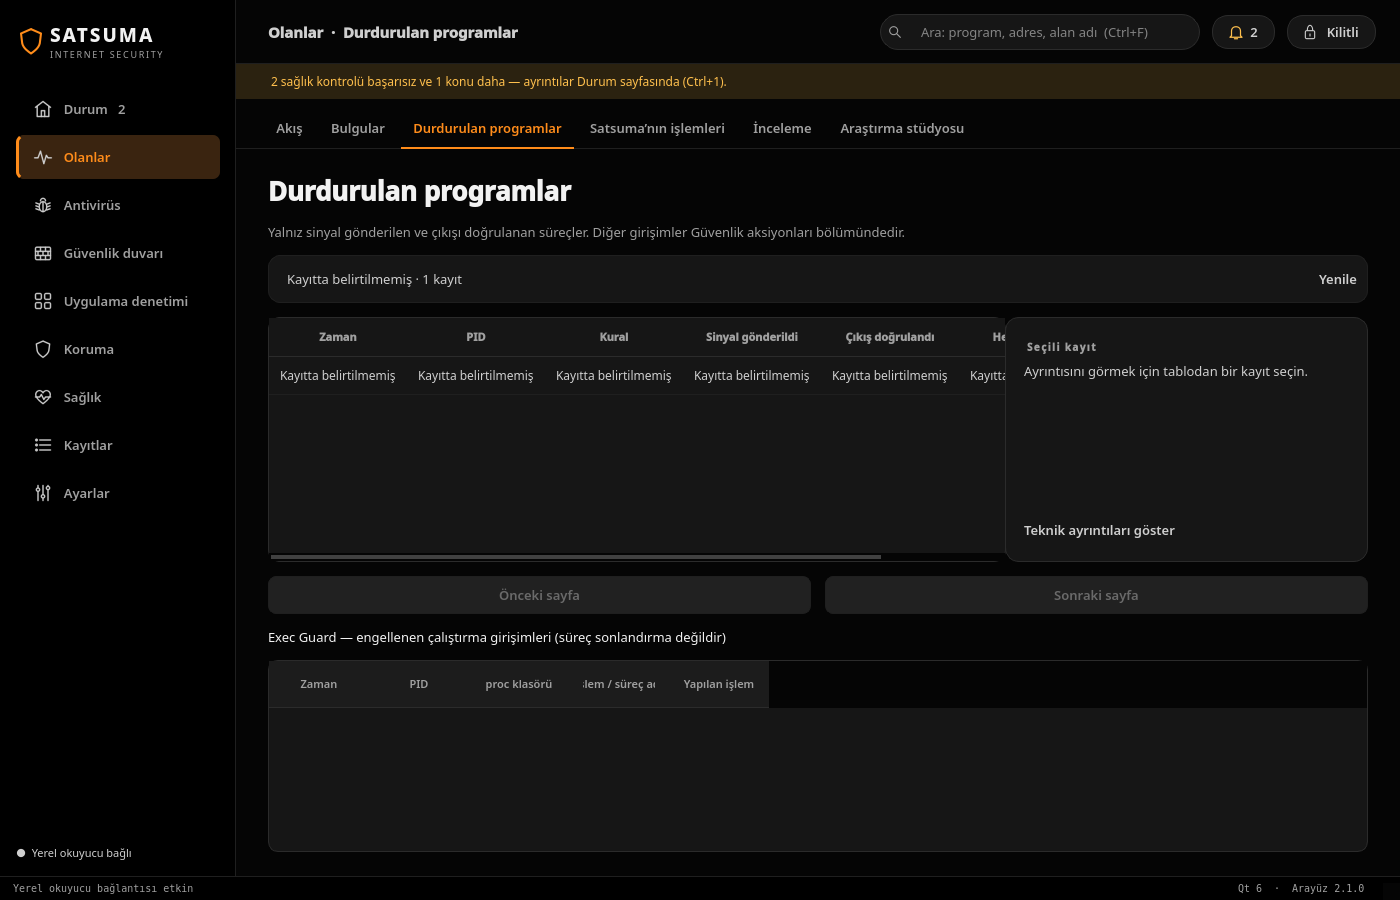 SATSUMA
INTERNET SECURITY
Durum 2
Olanlar
Antivirüs
Güvenlik duvarı
Uygulama denetimi
Koruma
Sağlık
Kayıtlar
Ayarlar
Yerel okuyucu bağlı
Olanlar · Durdurulan programlar
Ara: program, adres, alan adı (Ctrl+F)
2
Kilitli
2 sağlık kontrolü başarısız ve 1 konu daha — ayrıntılar Durum sayfasında (Ctrl+1).
Akış Bulgular Durdurulan programlar Satsuma’nın işlemleri İnceleme Araştırma stüdyosu
Durdurulan programlar
Yalnız sinyal gönderilen ve çıkışı doğrulanan süreçler. Diğer girişimler Güvenlik aksiyonları bölümündedir.
Kayıtta belirtilmemiş · 1 kayıt
Yenile
Zaman PID Kural Sinyal gönderildi Çıkış doğrulandı He
Kayıtta belirtilmemiş Kayıtta belirtilmemiş Kayıtta belirtilmemiş Kayıtta belirtilmemiş Kayıtta belirtilmemiş Kayıtta
Seçili kayıt
Ayrıntısını görmek için tablodan bir kayıt seçin.
Teknik ayrıntıları göster
Önceki sayfa
Sonraki sayfa
Exec Guard — engellenen çalıştırma girişimleri (süreç sonlandırma değildir)
Zaman PID proc klasörü şlem / süreç a Yapılan işlem
Yerel okuyucu bağlantısı etkin
Qt 6 · Arayüz 2.1.0